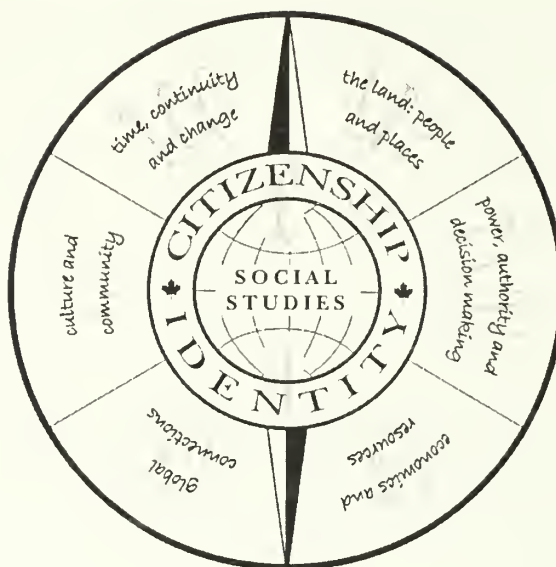 time, continuity
and change
the land: people
and places
power, authority and
decision making
economics and
resources
global
connections
culture and
community
CITIZENSHIP
IDENTITY
SOCIAL
STUDIES